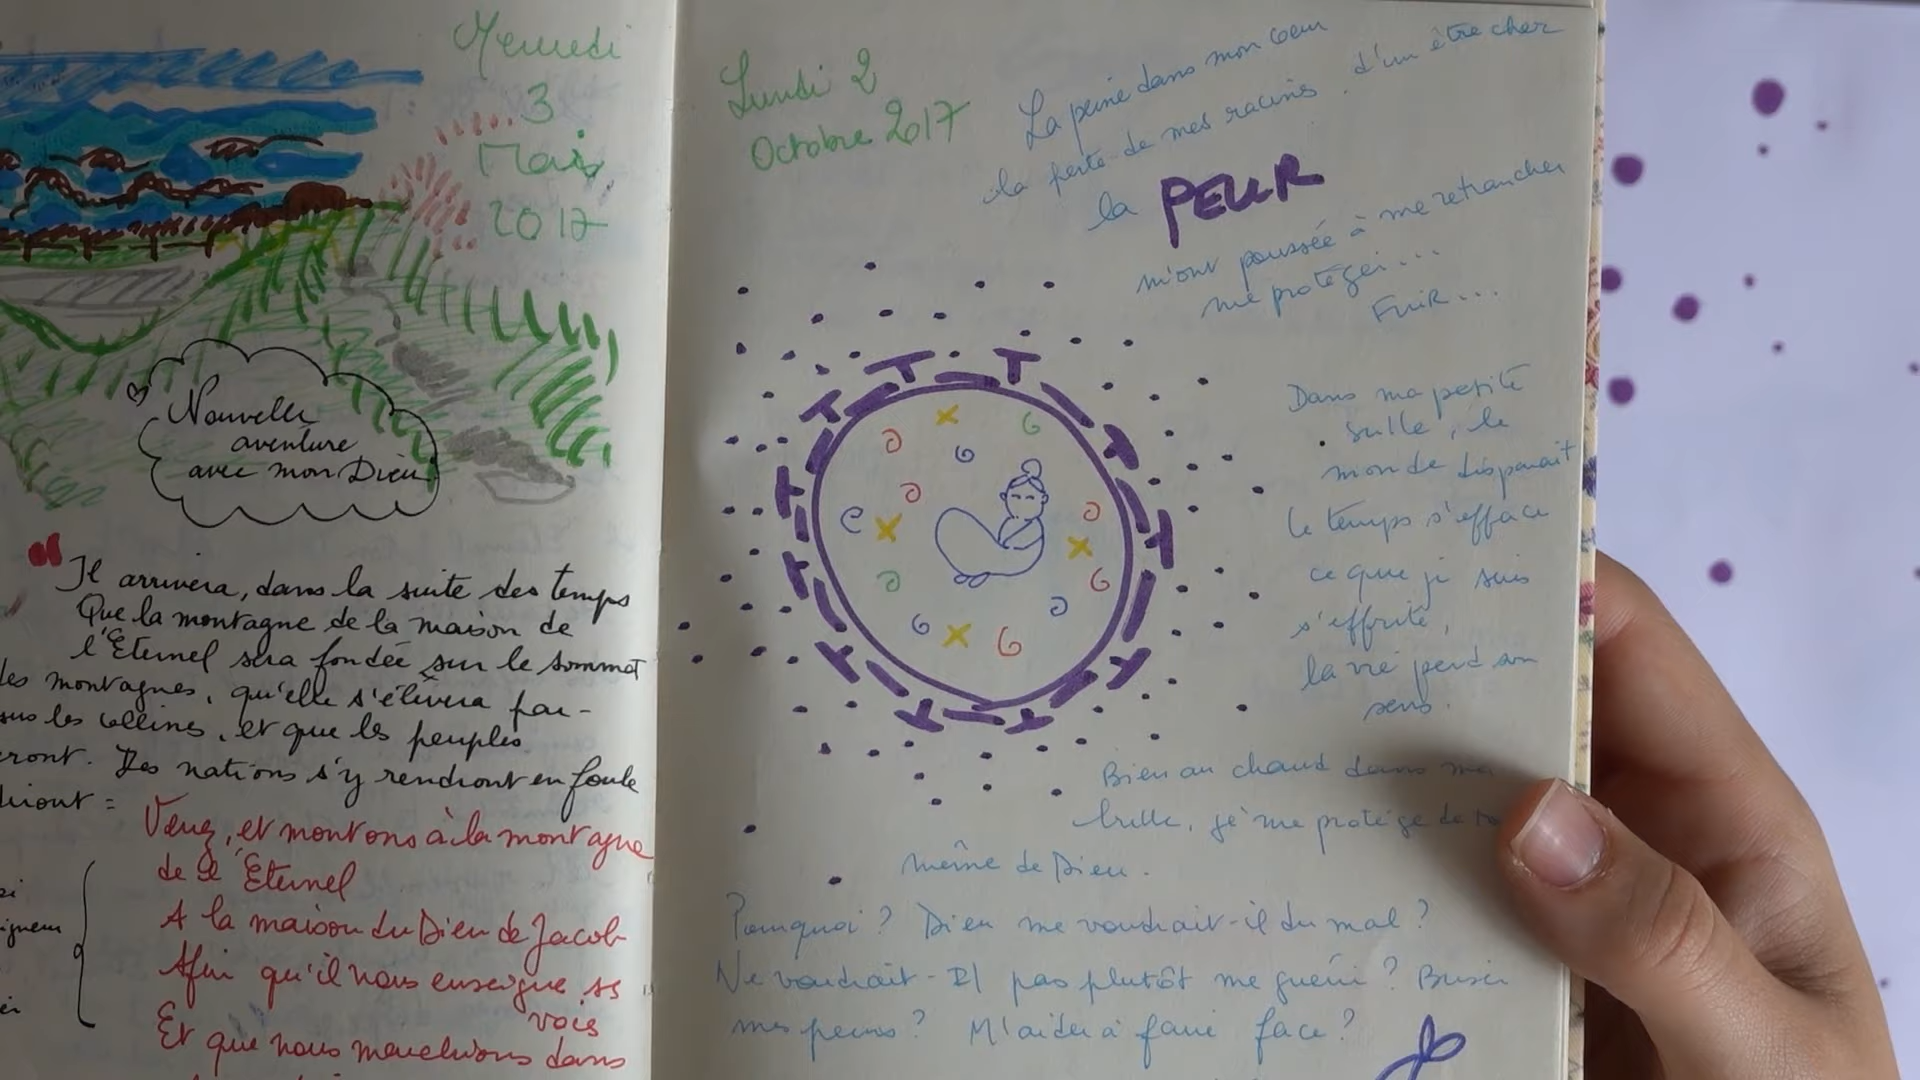 Mercredi
3
Mai
2017
Nouvelle
aventure
avec mon Dieu
" Il arrivera, dans la suite des temps
Que la montagne de la maison de
l'Éternel sera fondée sur le sommet
des montagnes, qu'elle s'élèvera par-
sus les collines, et que les peuples
ront. Des nations s'y rendront en foule
diront =
Venez, et montons à la montagne
de l'Éternel
A la maison du Dieu de Jacob
Afin qu'il nous enseigne ses
voies
Et que nous marchions dans
Lundi 2
Octobre 2017
La peine dans mon coeur
la perte de mes racines. d'un être cher
la PEUR
m'ont poussée à me retrancher
me protéger...
FuiR...
Dans ma petite
bulle, le
monde disparait
le temps s'efface
ce que je suis
s'effrite,
la vie perd son
sens.
Bien au chaud dans ma
bulle, je me protège de
même de Dieu.
Pourquoi ? Dieu me voudrait-il du mal ?
Ne voudrait-Il pas plutôt me guérir ? Briser
mes peurs ? M'aider à faire face ?